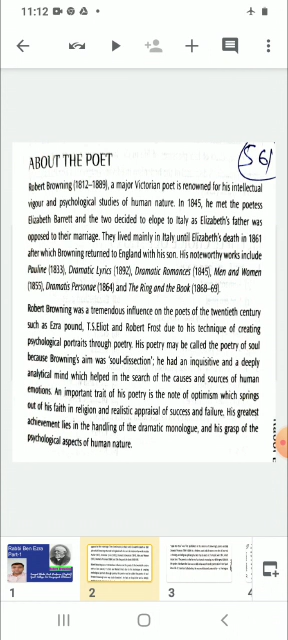 11:12
56
ABOUT THE POET
Robert Browning (1812–1889), a major Victorian poet is renowned for his intellectual
vigour and psychological studies of human nature. In 1845, he met the poetess
Elizabeth Barrett and the two decided to elope to Italy as Elizabeth's father was
opposed to their marriage. They lived mainly in Italy until Elizabeth's death in 1861
after which Browning returned to England with his son. His noteworthy works include
Pauline (1833), Dramatic Lyrics (1892), Dramatic Romances (1845), Men and Women
(1855), Dramatis Personae (1864) and The Ring and the Book (1868–69).
Robert Browning was a tremendous influence on the poets of the twentieth century
such as Ezra pound, T.S.Eliot and Robert Frost due to his technique of creating
psychological portraits through poetry. His poetry may be called the poetry of soul
because Browning's aim was 'soul-dissection'; he had an inquisitive and a deeply
analytical mind which helped in the search of the causes and sources of human
emotions. An important trait of his poetry is the note of optimism which springs
out of his faith in religion and realistic appraisal of success and failure. His greatest
achievement lies in the handling of the dramatic monologue, and his grasp of the
psychological aspects of human nature.
Rabbi Ben Ezra
Part-1
1
2
3
4